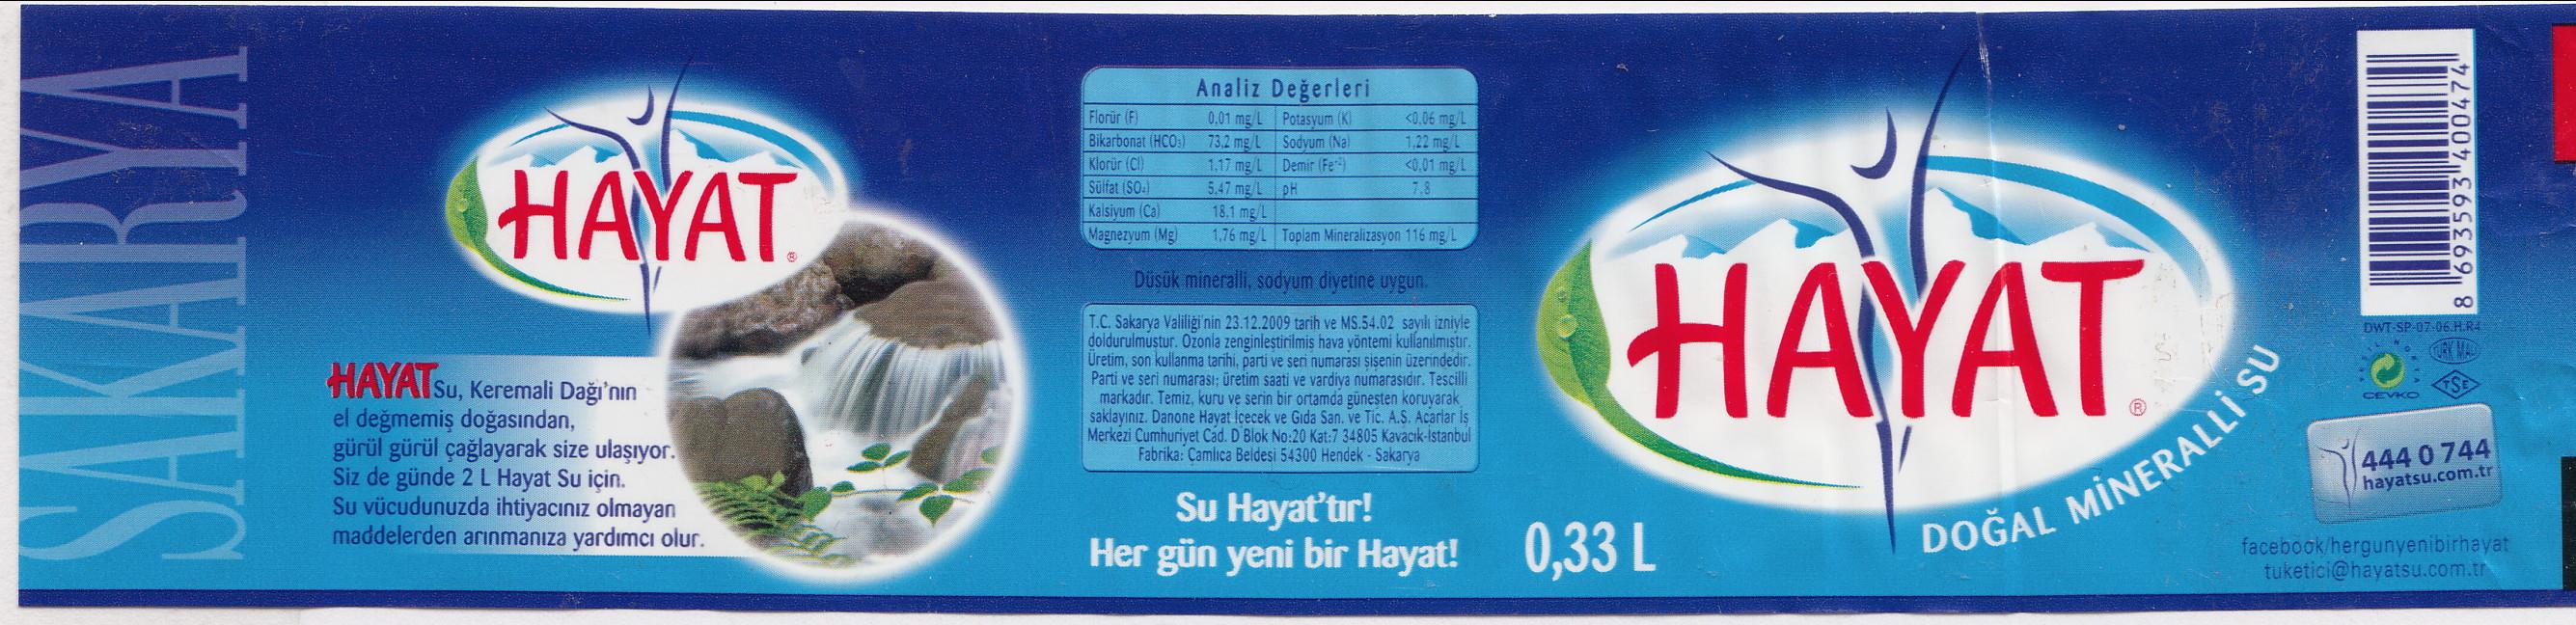 SAKARYA
HAYAT®
HAYAT Su, Keremali Dağı'nın
el değmemiş doğasından,
gürül gürül çağlayarak size ulaşıyor.
Siz de günde 2 L Hayat Su için.
Su vücudunuzda ihtiyacınız olmayan
maddelerden arınmanıza yardımcı olur.
Analiz Değerleri
Florür (F) 0,01 mg/L Potasyum (K) <0.06 mg/L
Bikarbonat (HCO₃) 73,2 mg/L Sodyum (Na) 1,22 mg/L
Klorür (Cl) 1,17 mg/L Demir (Fe⁺²) <0,01 mg/L
Sülfat (SO₄) 5,47 mg/L pH 7,8
Kalsiyum (Ca) 18.1 mg/L
Magnezyum (Mg) 1,76 mg/L Toplam Mineralizasyon 116 mg/L
Düşük mineralli, sodyum diyetine uygun.
T.C. Sakarya Valiliği'nin 23.12.2009 tarih ve MS.54.02 sayılı izniyle
doldurulmuştur. Ozonla zenginleştirilmiş hava yöntemi kullanılmıştır.
Üretim, son kullanma tarihi, parti ve seri numarası şişenin üzerindedir.
Parti ve seri numarası; üretim saati ve vardiya numarasıdır. Tescilli
markadır. Temiz, kuru ve serin bir ortamda güneşten koruyarak
saklayınız. Danone Hayat İçecek ve Gıda San. ve Tic. A.Ş. Acarlar İş
Merkezi Cumhuriyet Cad. D Blok No:20 Kat:7 34805 Kavacık-İstanbul
Fabrika: Çamlıca Beldesi 54300 Hendek - Sakarya
Su Hayat'tır!
Her gün yeni bir Hayat!
HAYAT®
0,33 L
DOĞAL MİNERALLİ SU
8 693593 400474
DWT-SP-07-06.H.R4
YEŞİL NOKTA
ÇEVKO
TÜRK MALI
TSE
444 0 744
hayatsu.com.tr
facebook/hergunyenibirhayat
tuketici@hayatsu.com.tr